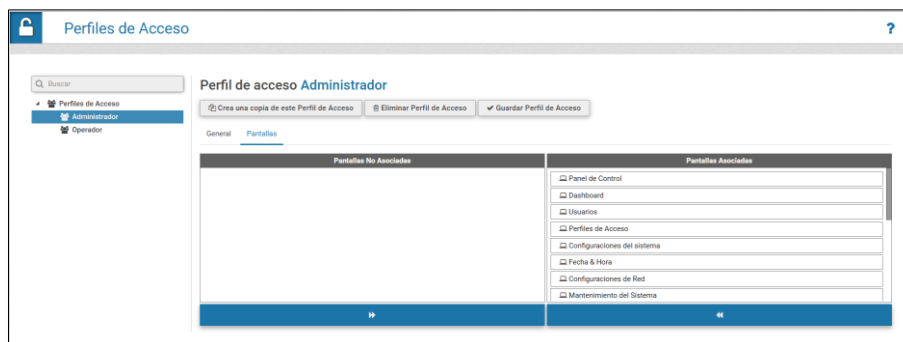 Perfiles de Acceso
?
Buscar
Perfiles de Acceso
Administrador
Operador
Perfil de acceso Administrador
Crea una copia de este Perfil de Acceso
Eliminar Perfil de Acceso
Guardar Perfil de Acceso
General
Pantallas
Pantallas No Asociadas
Pantallas Asociadas
Panel de Control
Dashboard
Usuarios
Perfiles de Acceso
Configuraciones del sistema
Fecha & Hora
Configuraciones de Red
Mantenimiento del Sistema